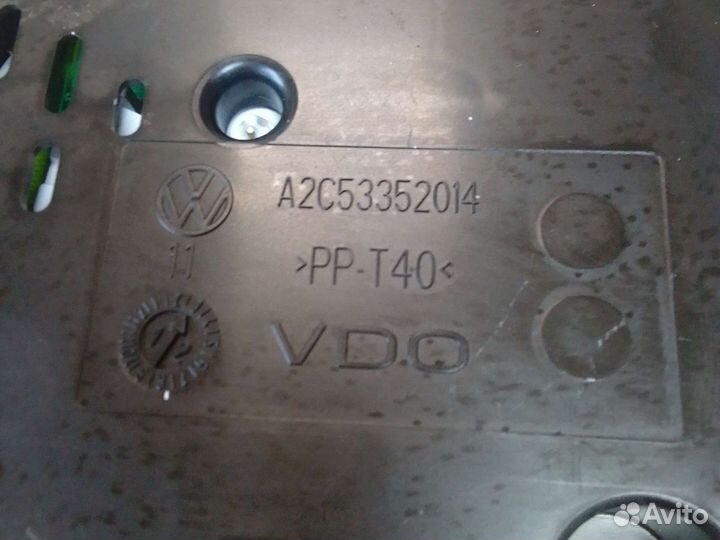 A2C53352014
11
>PP-T40<
VDO
Avito